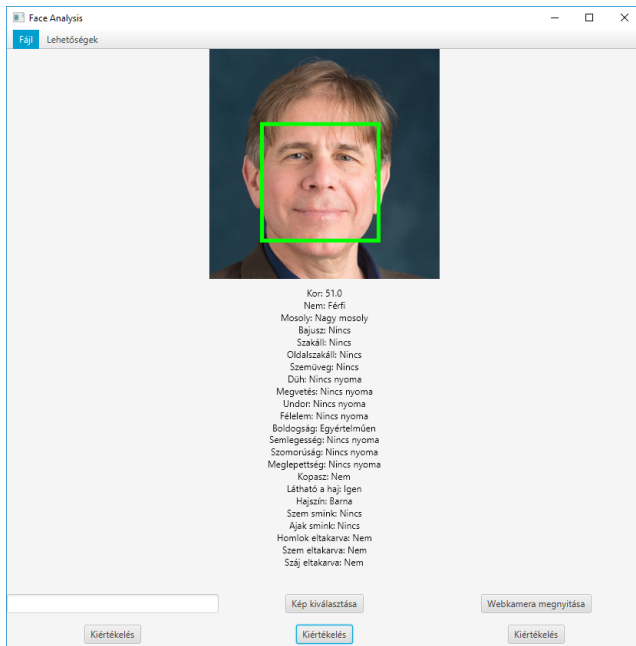 Face Analysis
Fájl Lehetőségek
Kor: 51.0
Nem: Férfi
Mosoly: Nagy mosoly
Bajusz: Nincs
Szakáll: Nincs
Oldalszakáll: Nincs
Szemüveg: Nincs
Düh: Nincs nyoma
Megvetés: Nincs nyoma
Undor: Nincs nyoma
Félelem: Nincs nyoma
Boldogság: Egyértelműen
Semlegesség: Nincs nyoma
Szomorúság: Nincs nyoma
Meglepettség: Nincs nyoma
Kopasz: Nem
Látható a haj: Igen
Hajszín: Barna
Szem smink: Nincs
Ajak smink: Nincs
Homlok eltakarva: Nem
Szem eltakarva: Nem
Száj eltakarva: Nem
Kép kiválasztása Webkamera megnyitása
Kiértékelés Kiértékelés Kiértékelés